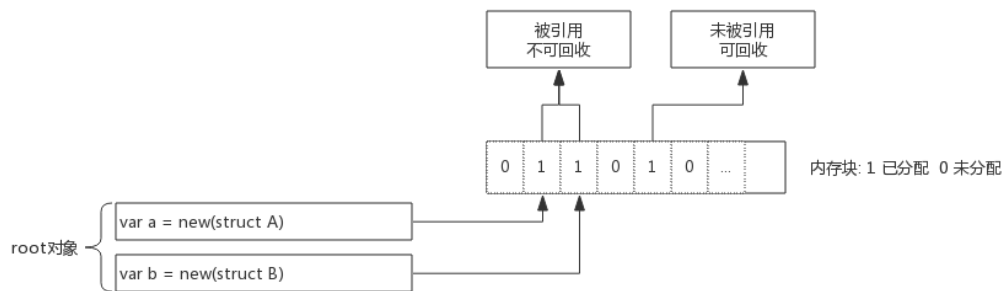 被引用
不可回收
未被引用
可回收
0 1 1 0 1 0 ...
内存块: 1 已分配 0 未分配
var a = new(struct A)
root对象
var b = new(struct B)